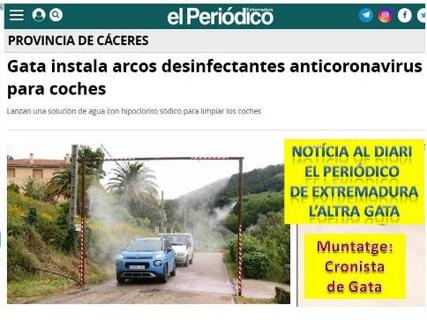 el Periódico
Extremadura
PROVINCIA DE CÁCERES
Gata instala arcos desinfectantes anticoronavirus
para coches
Lanzan una solución de agua con hipoclorito sódico para limpiar los coches
NOTÍCIA AL DIARI
EL PERIÓDICO
DE EXTREMADURA
L'ALTRA GATA
Muntatge:
Cronista
de Gata